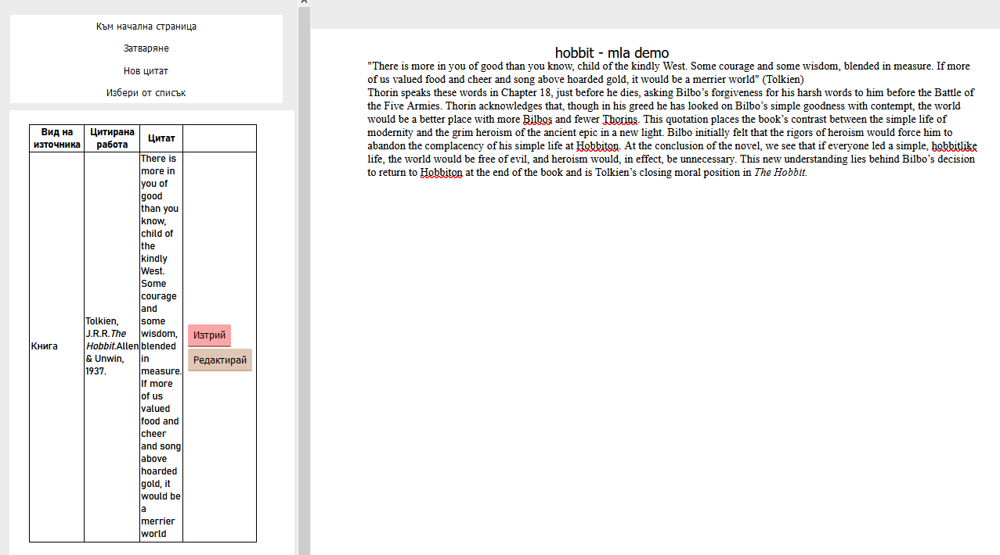 Към начална страница
Затваряне
Нов цитат
Избери от списък
Вид на
източника
Цитирана
работа
Цитат
Книга
Tolkien,
J.R.R.The
Hobbit.Allen
& Unwin,
1937.
There is
more in
you of
good
than you
know,
child of
the
kindly
West.
Some
courage
and
some
wisdom,
blended
in
measure.
If more
of us
valued
food and
cheer
and song
above
hoarded
gold, it
would be
a
merrier
world
Изтрий
Редактирай
hobbit - mla demo
"There is more in you of good than you know, child of the kindly West. Some courage and some wisdom, blended in measure. If more
of us valued food and cheer and song above hoarded gold, it would be a merrier world" (Tolkien)
Thorin speaks these words in Chapter 18, just before he dies, asking Bilbo’s forgiveness for his harsh words to him before the Battle of
the Five Armies. Thorin acknowledges that, though in his greed he has looked on Bilbo’s simple goodness with contempt, the world
would be a better place with more Bilbos and fewer Thorins. This quotation places the book’s contrast between the simple life of
modernity and the grim heroism of the ancient epic in a new light. Bilbo initially felt that the rigors of heroism would force him to
abandon the complacency of his simple life at Hobbiton. At the conclusion of the novel, we see that if everyone led a simple, hobbitlike
life, the world would be free of evil, and heroism would, in effect, be unnecessary. This new understanding lies behind Bilbo’s decision
to return to Hobbiton at the end of the book and is Tolkien’s closing moral position in The Hobbit.